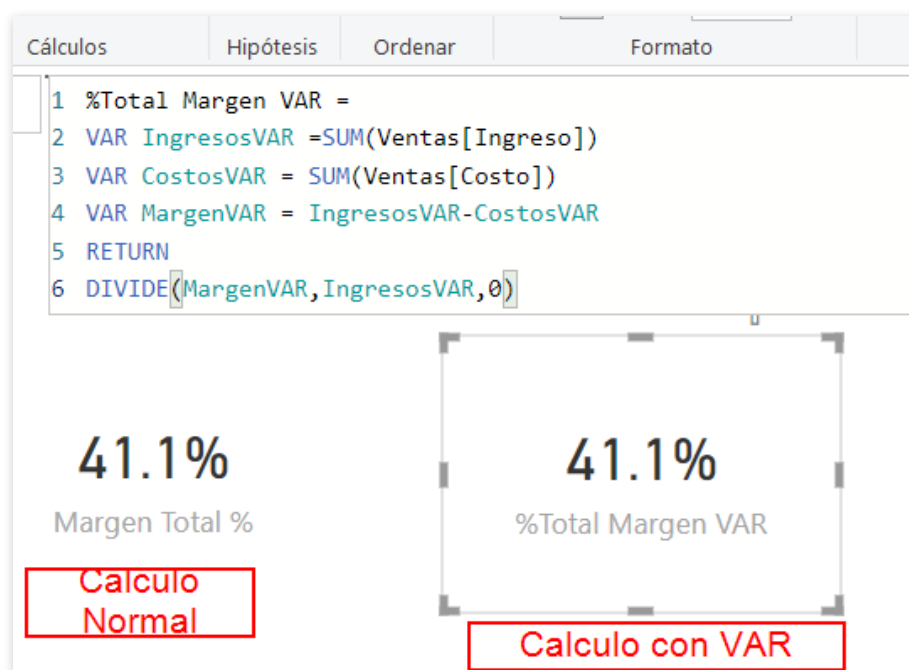 Cálculos Hipótesis Ordenar Formato
1 %Total Margen VAR =
2 VAR IngresosVAR =SUM(Ventas[Ingreso])
3 VAR CostosVAR = SUM(Ventas[Costo])
4 VAR MargenVAR = IngresosVAR-CostosVAR
5 RETURN
6 DIVIDE(MargenVAR,IngresosVAR,0)
41.1%
Margen Total %
Calculo
Normal
41.1%
%Total Margen VAR
Calculo con VAR